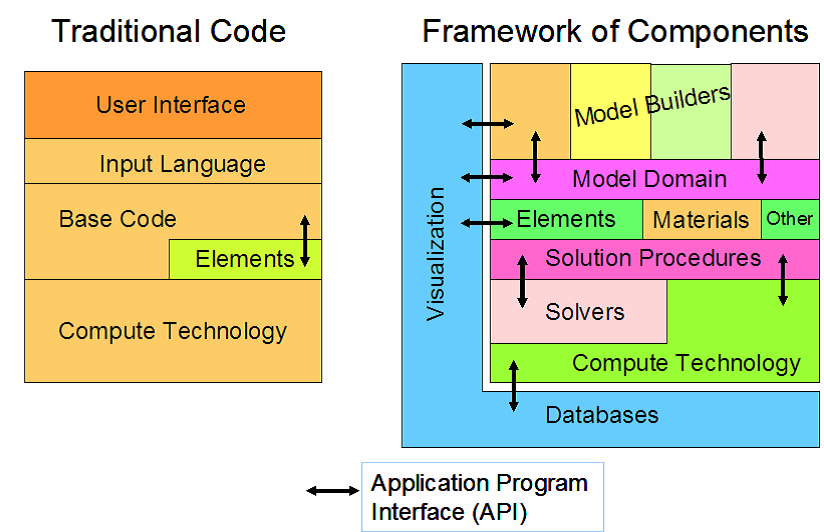 Traditional Code
User Interface
Input Language
Base Code
Elements
Compute Technology
Framework of Components
Visualization
Model Builders
Model Domain
Elements
Materials
Other
Solution Procedures
Solvers
Compute Technology
Databases
Application Program
Interface (API)